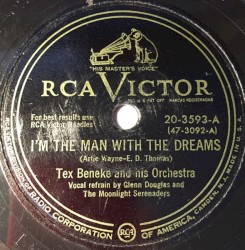 "HIS MASTER'S VOICE"
RCA VICTOR
For best results use
RCA Victor Needles
20-3593-A
(47-3092-A)
I'M THE MAN WITH THE DREAMS
(Artie Wayne-E. D. Thomas)
Tex Beneke and his Orchestra
Vocal refrain by Glenn Douglas and
The Moonlight Serenaders
RADIO CORPORATION OF AMERICA, CAMDEN, N. J.
RCA